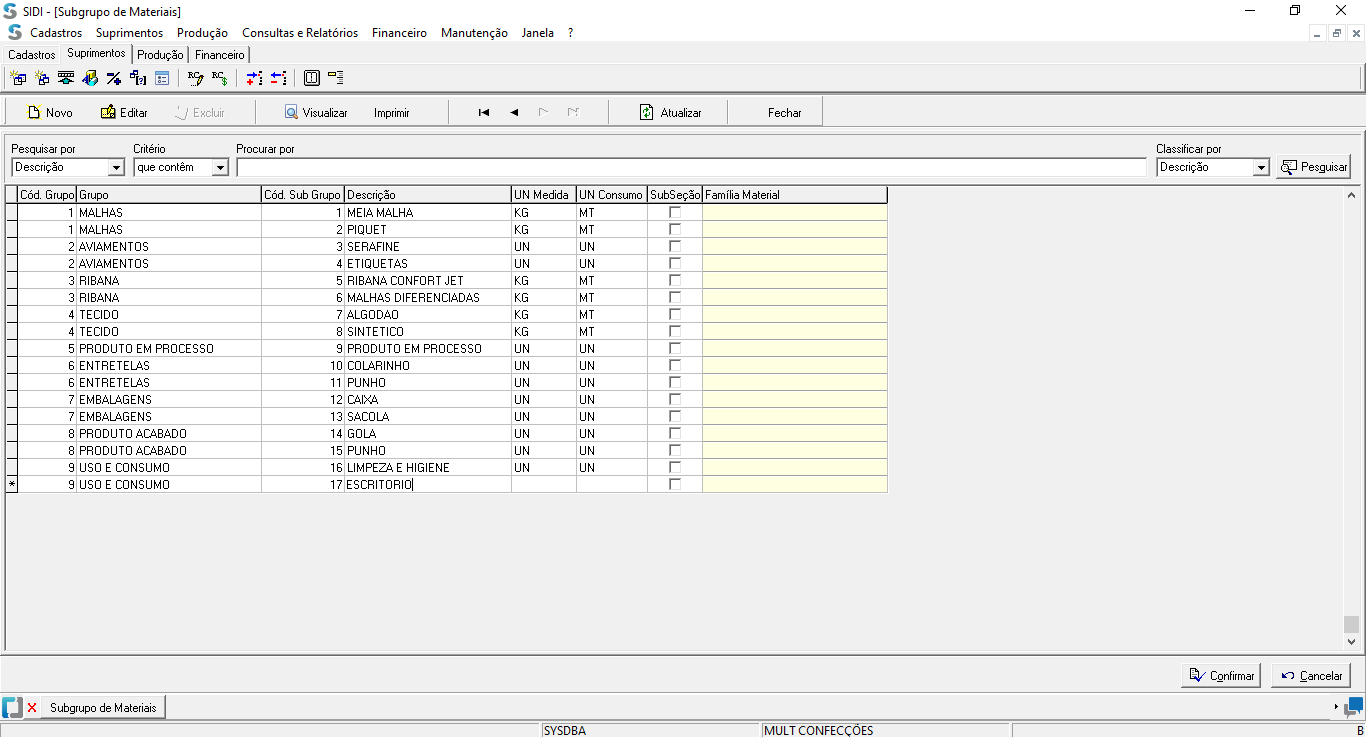 SIDI - [Subgrupo de Materiais]
Cadastros Suprimentos Produção Consultas e Relatórios Financeiro Manutenção Janela ?
Cadastros Suprimentos Produção Financeiro
Novo Editar Excluir Visualizar Imprimir Atualizar Fechar
Pesquisar por Critério Procurar por Classificar por
Descrição que contêm Descrição Pesquisar
Cód. Grupo Grupo Cód. Sub Grupo Descrição UN Medida UN Consumo SubSeção Família Material
1 MALHAS 1 MEIA MALHA KG MT
1 MALHAS 2 PIQUET KG MT
2 AVIAMENTOS 3 SERAFINE UN UN
2 AVIAMENTOS 4 ETIQUETAS UN UN
3 RIBANA 5 RIBANA CONFORT JET KG MT
3 RIBANA 6 MALHAS DIFERENCIADAS KG MT
4 TECIDO 7 ALGODAO KG MT
4 TECIDO 8 SINTETICO KG MT
5 PRODUTO EM PROCESSO 9 PRODUTO EM PROCESSO UN UN
6 ENTRETELAS 10 COLARINHO UN UN
6 ENTRETELAS 11 PUNHO UN UN
7 EMBALAGENS 12 CAIXA UN UN
7 EMBALAGENS 13 SACOLA UN UN
8 PRODUTO ACABADO 14 GOLA UN UN
8 PRODUTO ACABADO 15 PUNHO UN UN
9 USO E CONSUMO 16 LIMPEZA E HIGIENE UN UN
* 9 USO E CONSUMO 17 ESCRITORIO
Confirmar Cancelar
Subgrupo de Materiais
SYSDBA MULT CONFECÇÕES B